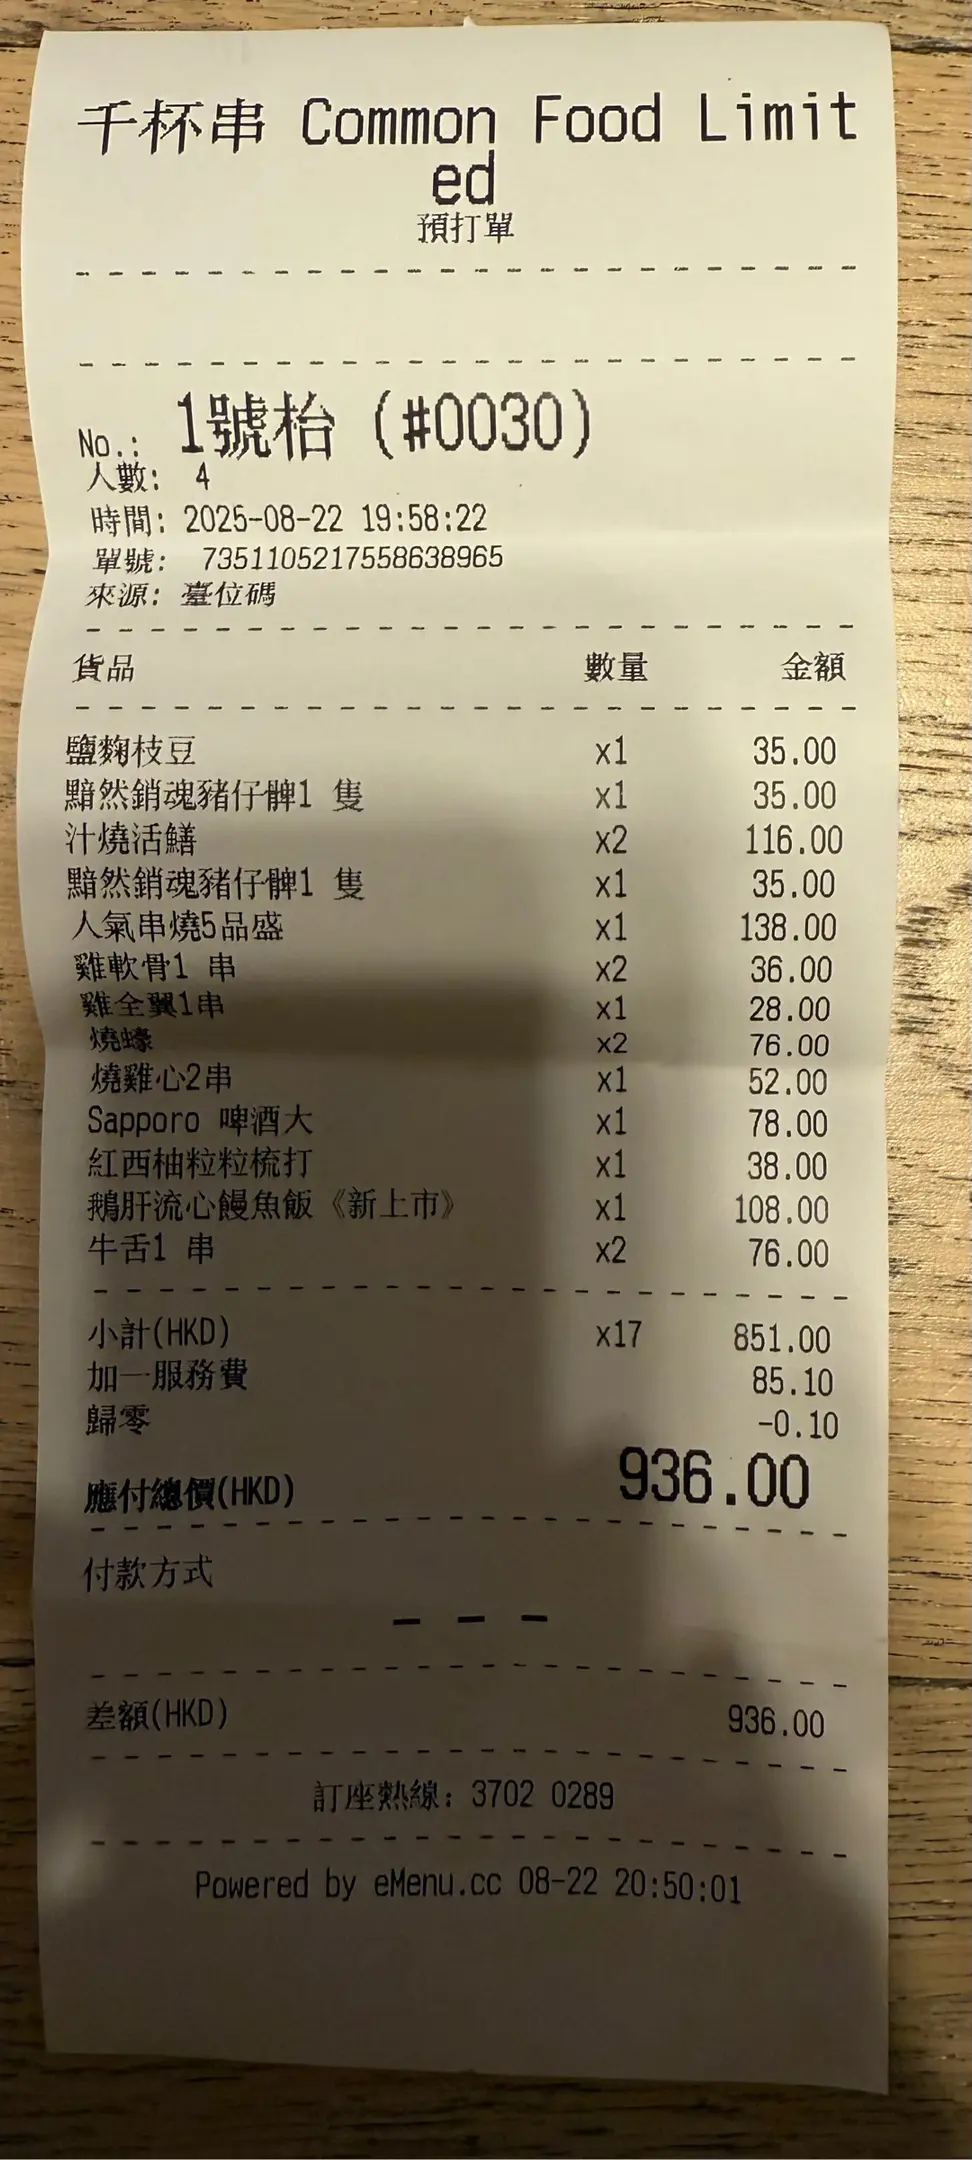 千杯串 Common Food Limit
ed
預打單
No.: 1號枱 (#0030)
人數: 4
時間: 2025-08-22 19:58:22
單號: 7351105217558638965
來源: 臺位碼
貨品 數量 金額
鹽麴枝豆 x1 35.00
黯然銷魂豬仔髀1 隻 x1 35.00
汁燒活鱔 x2 116.00
黯然銷魂豬仔髀1 隻 x1 35.00
人氣串燒5品盛 x1 138.00
雞軟骨1 串 x2 36.00
雞全翼1串 x1 28.00
燒蠔 x2 76.00
燒雞心2串 x1 52.00
Sapporo 啤酒大 x1 78.00
紅西柚粒粒梳打 x1 38.00
鵝肝流心饅魚飯《新上市》 x1 108.00
牛舌1 串 x2 76.00
小計(HKD) x17 851.00
加一服務費 85.10
歸零 -0.10
應付總價(HKD) 936.00
付款方式
— — —
差額(HKD) 936.00
訂座熱線: 3702 0289
Powered by eMenu.cc 08-22 20:50:01